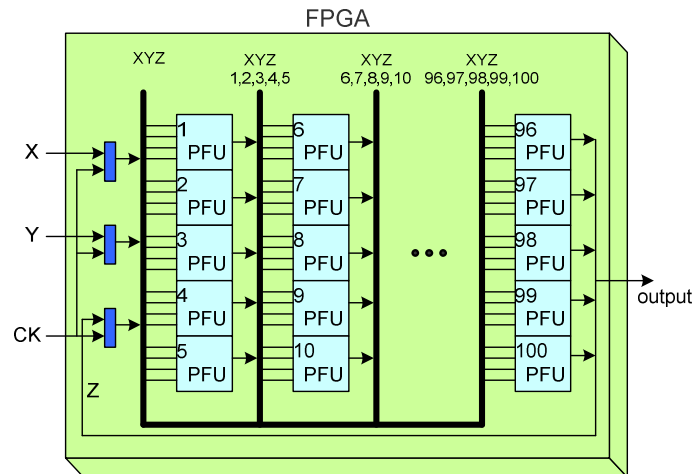 FPGA
XYZ
XYZ
1,2,3,4,5
XYZ
6,7,8,9,10
XYZ
96,97,98,99,100
X
Y
CK
Z
1
PFU
2
PFU
3
PFU
4
PFU
5
PFU
6
PFU
7
PFU
8
PFU
9
PFU
10
PFU
96
PFU
97
PFU
98
PFU
99
PFU
100
PFU
output